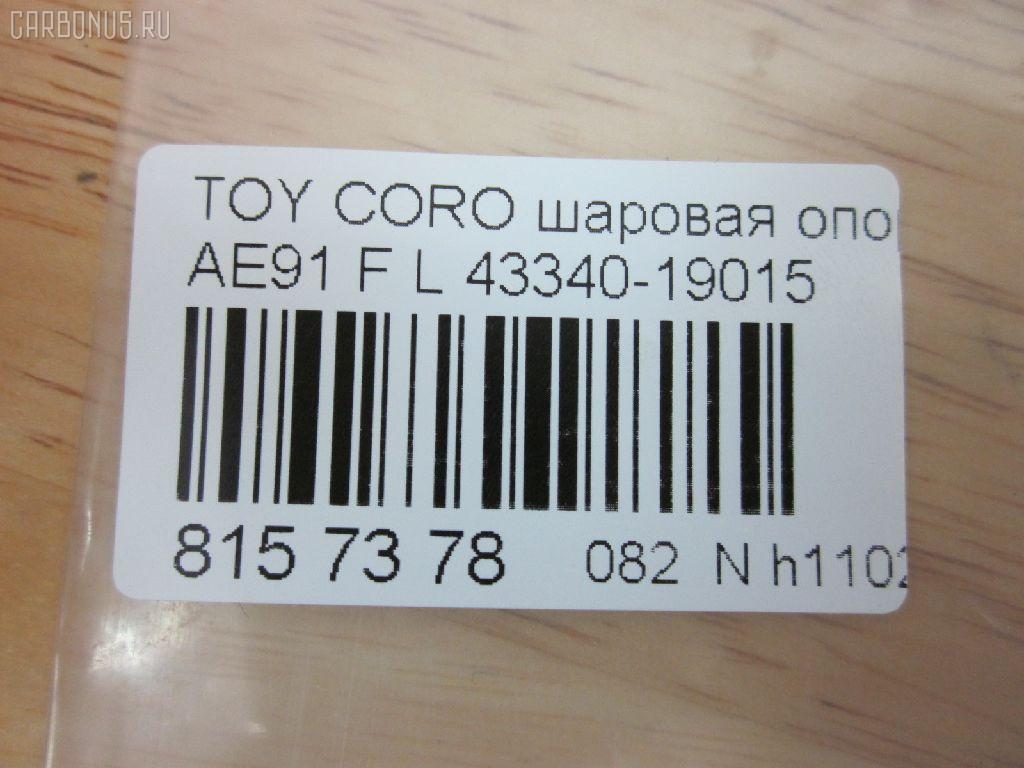 CARBONUS.RU
TOY CORO шаровая опо
AE91 F L 43340-19015
815 73 78 082 N h1102